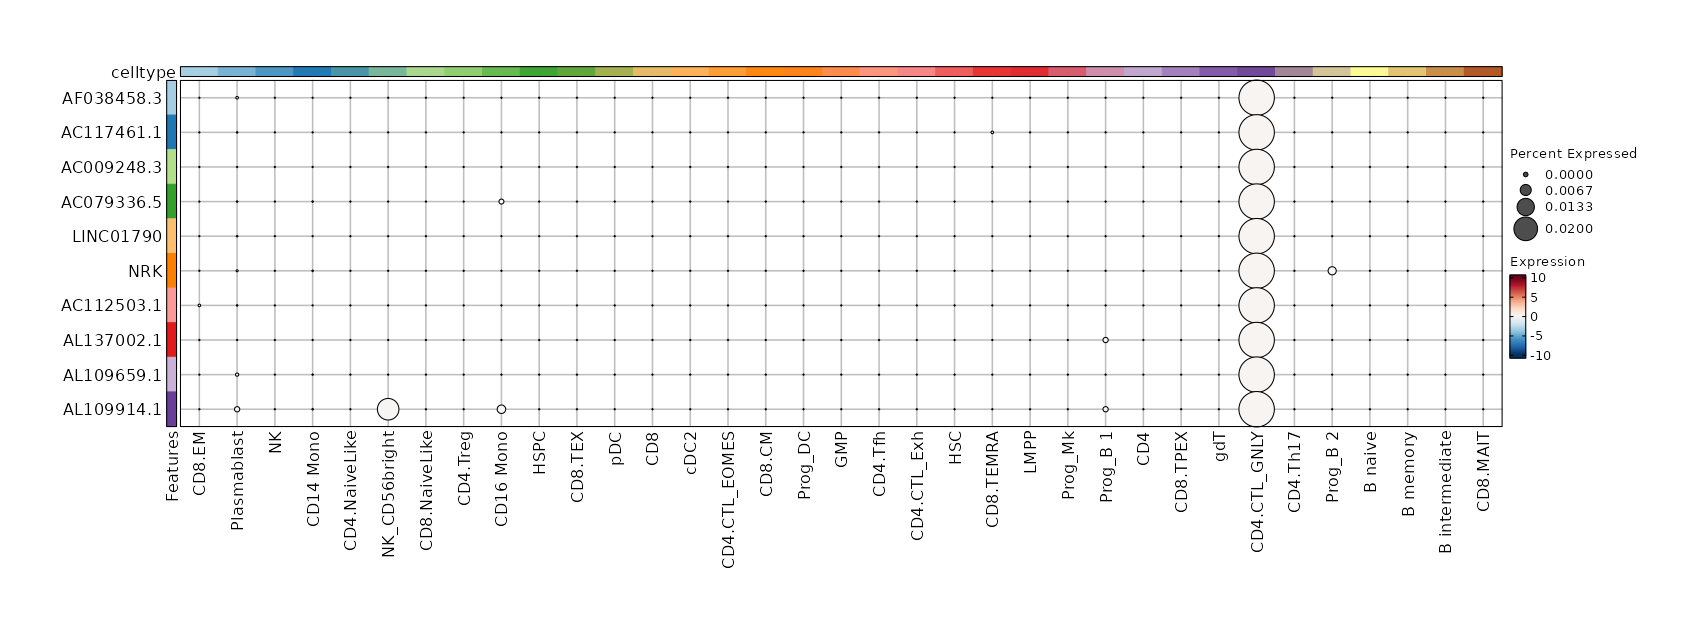 celltype
AF038458.3
AC117461.1
AC009248.3
AC079336.5
LINC01790
NRK
AC112503.1
AL137002.1
AL109659.1
AL109914.1
Features
CD8.EM
Plasmablast
NK
CD14 Mono
CD4.NaiveLike
NK_CD56bright
CD8.NaiveLike
CD4.Treg
CD16 Mono
HSPC
CD8.TEX
pDC
CD8
cDC2
CD4.CTL_EOMES
CD8.CM
Prog_DC
GMP
CD4.Tfh
CD4.CTL_Exh
HSC
CD8.TEMRA
LMPP
Prog_Mk
Prog_B 1
CD4
CD8.TPEX
gdT
CD4.CTL_GNLY
CD4.Th17
Prog_B 2
B naive
B memory
B intermediate
CD8.MAIT
Percent Expressed
0.0000
0.0067
0.0133
0.0200
Expression
10
5
0
-5
-10